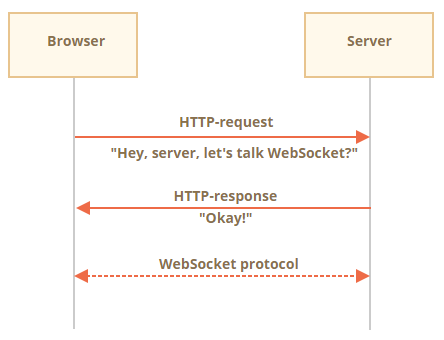 Browser
Server
HTTP-request
"Hey, server, let's talk WebSocket?"
HTTP-response
"Okay!"
WebSocket protocol